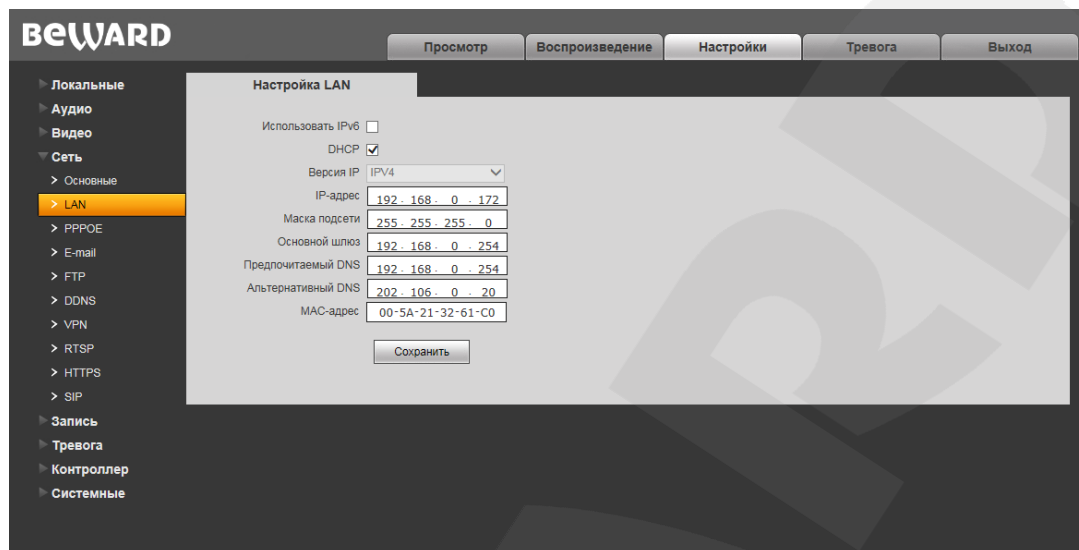 BEWARD
Просмотр
Воспроизведение
Настройки
Тревога
Выход
Локальные
Аудио
Видео
Сеть
> Основные
> LAN
> PPPOE
> E-mail
> FTP
> DDNS
> VPN
> RTSP
> HTTPS
> SIP
Запись
Тревога
Контроллер
Системные
Настройка LAN
Использовать IPv6
DHCP
Версия IP IPV4
IP-адрес 192 . 168 . 0 . 172
Маска подсети 255 . 255 . 255 . 0
Основной шлюз 192 . 168 . 0 . 254
Предпочитаемый DNS 192 . 168 . 0 . 254
Альтернативный DNS 202 . 106 . 0 . 20
MAC-адрес 00-5A-21-32-61-C0
Сохранить